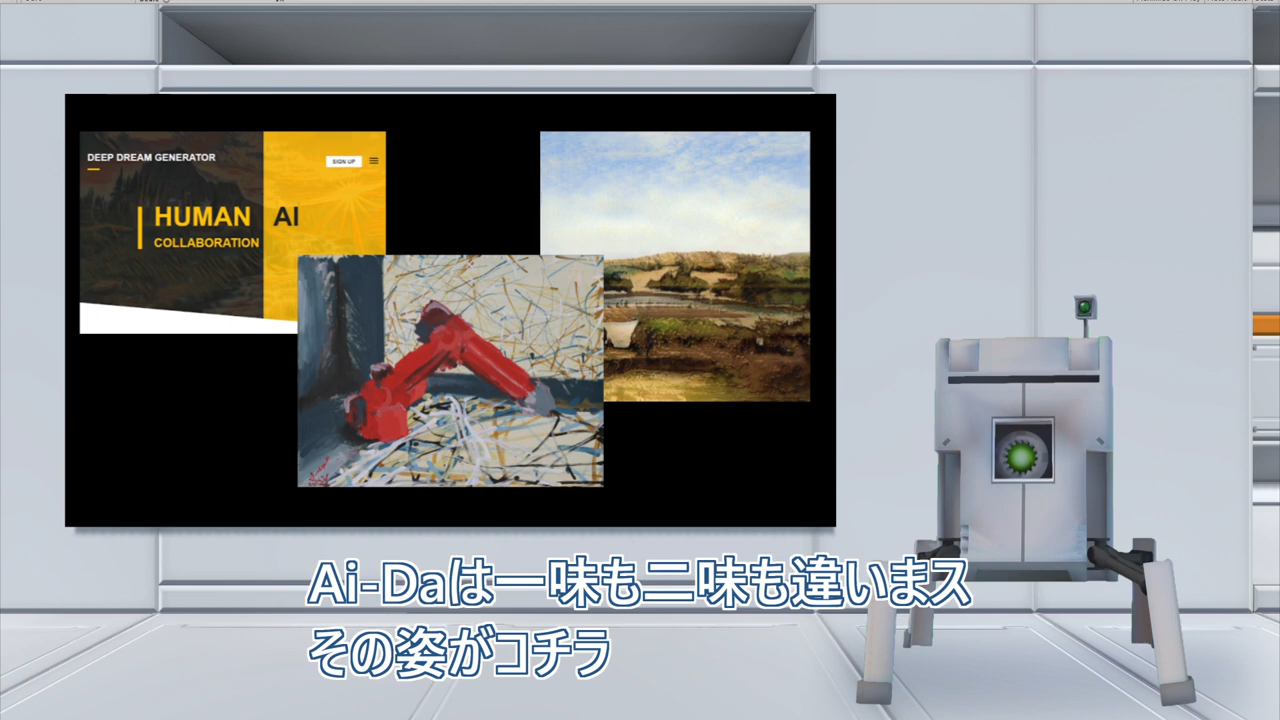 DEEP DREAM GENERATOR
SIGN UP
HUMAN AI
COLLABORATION
Ai-Daは一味も二味も違いまス
その姿がコチラ